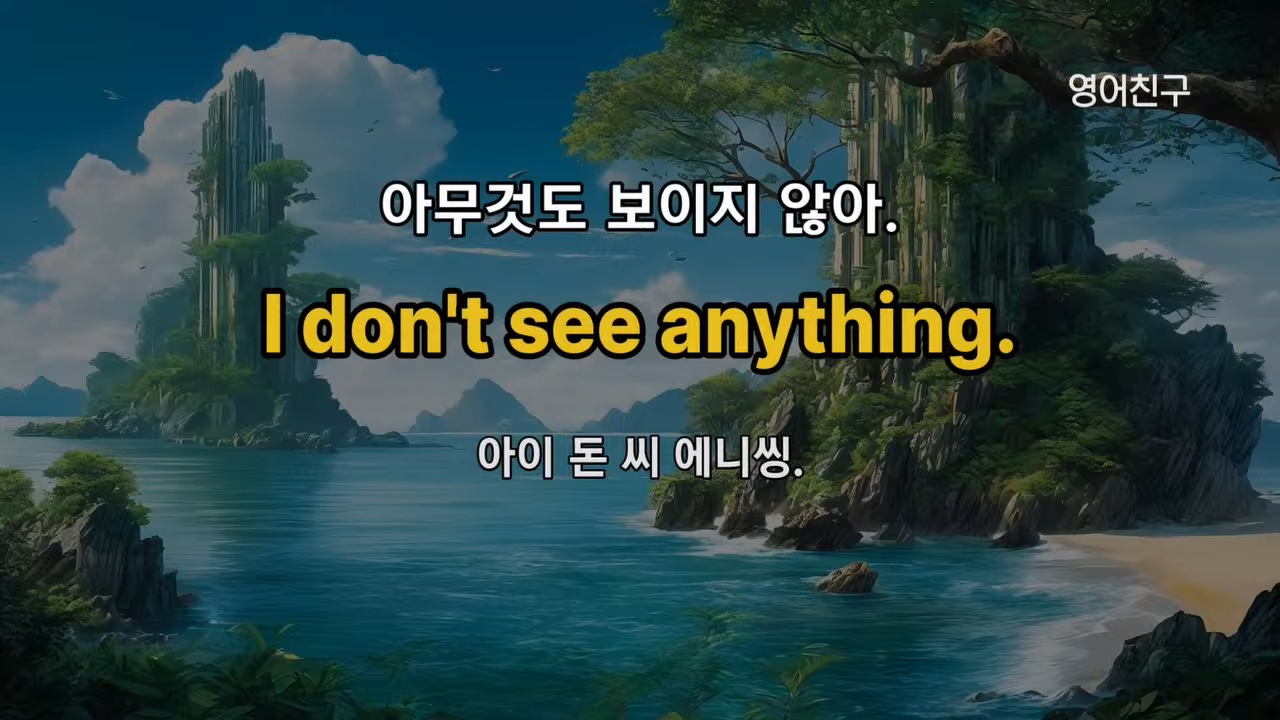 영어친구
아무것도 보이지 않아.
I don't see anything.
아이 돈 씨 에니씽.